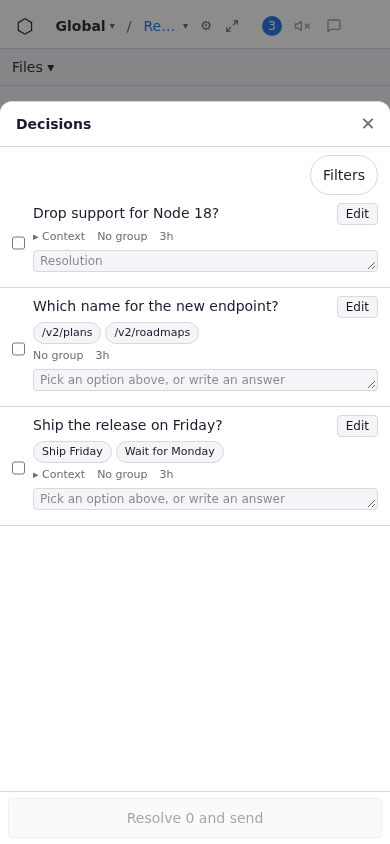 Global ▾ / Re… ▾ 3
Files ▾
Decisions ✕
Filters
Drop support for Node 18? Edit
▸ Context No group 3h
Resolution
Which name for the new endpoint? Edit
/v2/plans /v2/roadmaps
No group 3h
Pick an option above, or write an answer
Ship the release on Friday? Edit
Ship Friday Wait for Monday
▸ Context No group 3h
Pick an option above, or write an answer
Resolve 0 and send